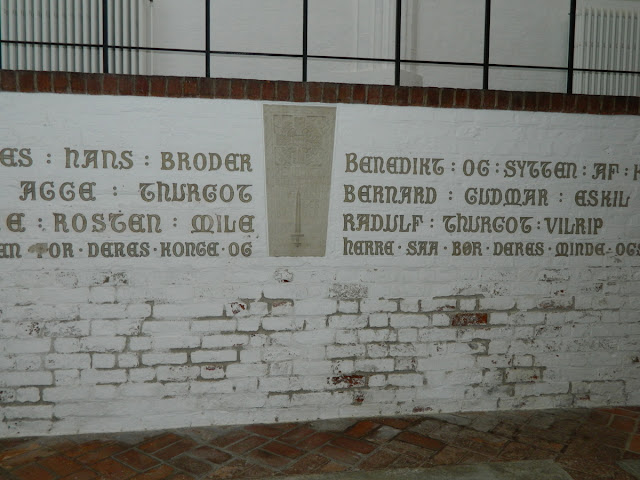 ES : HANS : BRODER BENEDIKT : OG : SYTTEN : AF : K
AGGE : THURGOT BERNARD : GUDMAR : ESKIL
E : ROSTEN : MILE RADULF : THURGOT : VILRIP
EN FOR · DERES · KONGE · OG HERRE · SAA · BØR · DERES · MINDE · OGS